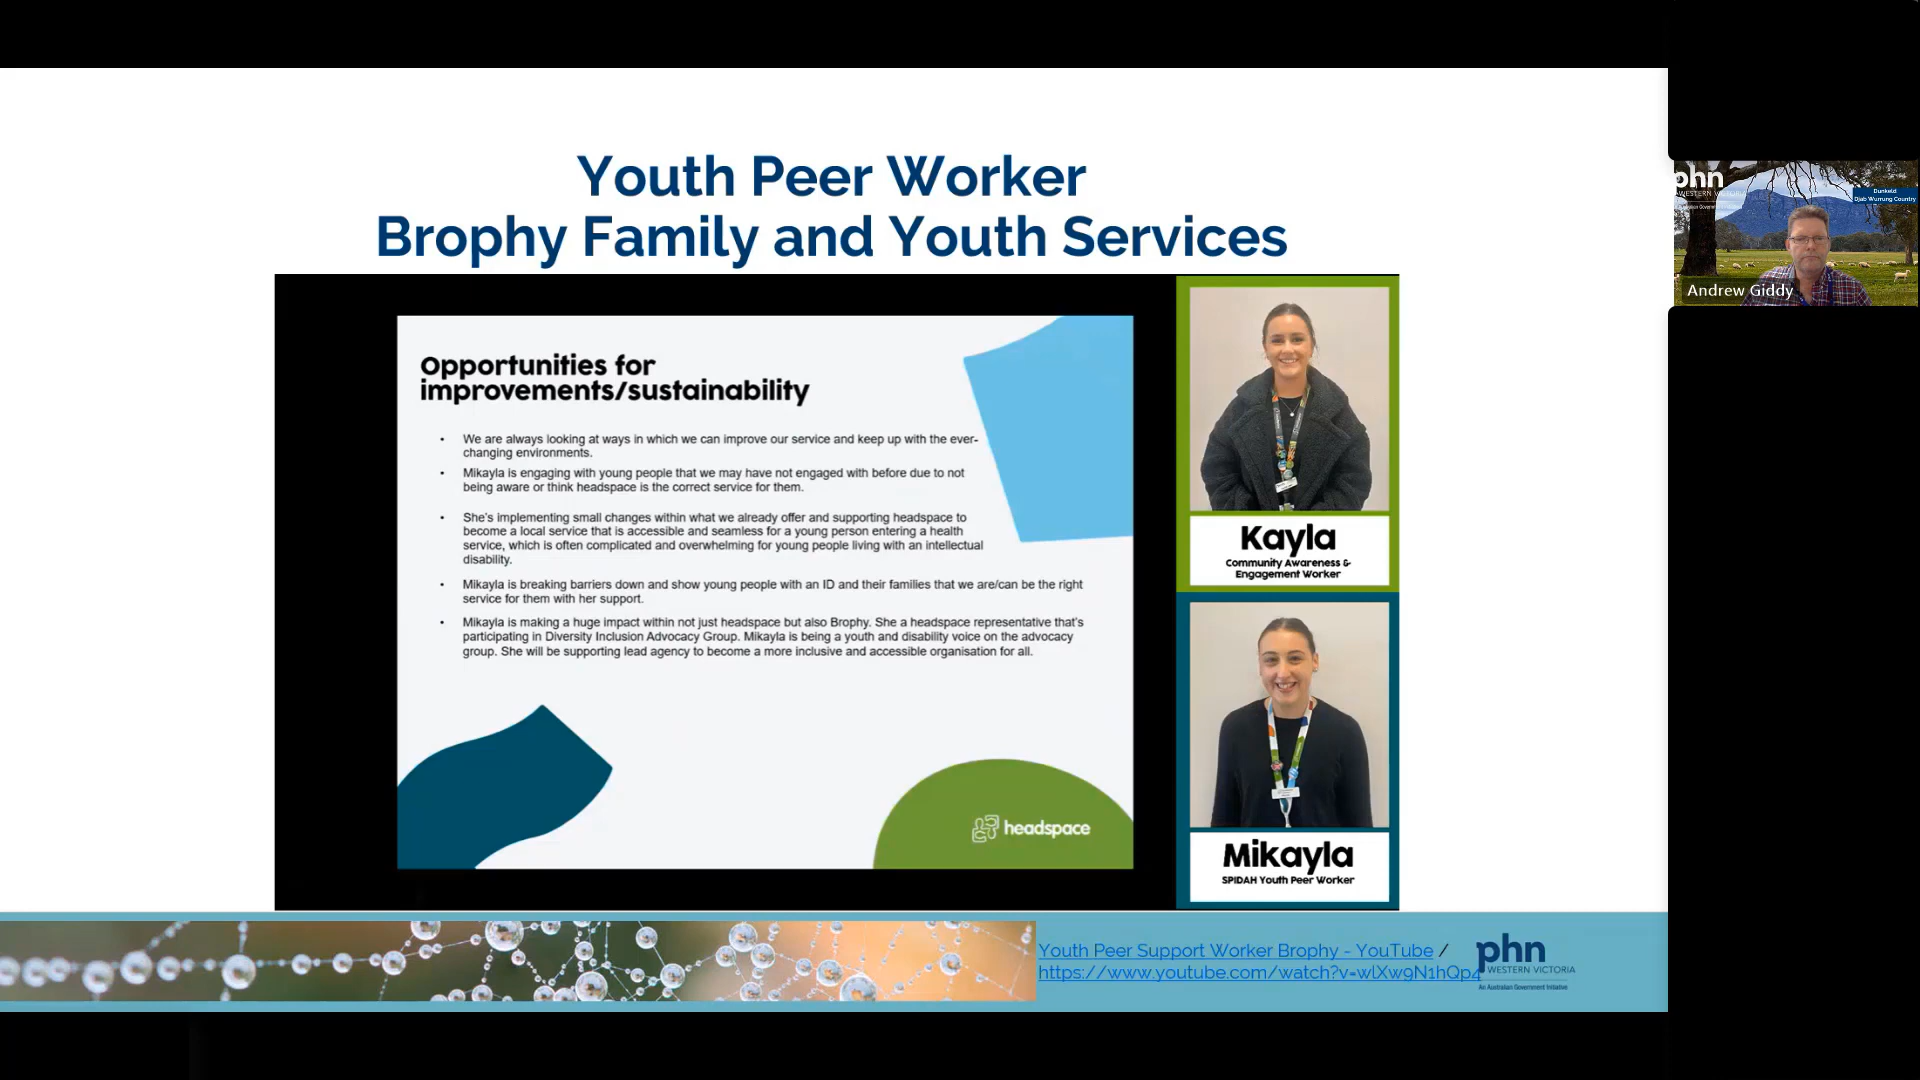 Youth Peer Worker
Brophy Family and Youth Services
Opportunities for
improvements/sustainability
• We are always looking at ways in which we can improve our service and keep up with the ever-
changing environments.
• Mikayla is engaging with young people that we may have not engaged with before due to not
being aware or think headspace is the correct service for them.
• She's implementing small changes within what we already offer and supporting headspace to
become a local service that is accessible and seamless for a young person entering a health
service, which is often complicated and overwhelming for young people living with an intellectual
disability.
• Mikayla is breaking barriers down and show young people with an ID and their families that we are/can be the right
service for them with her support.
• Mikayla is making a huge impact within not just headspace but also Brophy. She a headspace representative that's
participating in Diversity Inclusion Advocacy Group. Mikayla is being a youth and disability voice on the advocacy
group. She will be supporting lead agency to become a more inclusive and accessible organisation for all.
headspace
Kayla
Community Awareness &
Engagement Worker
Mikayla
SPIDAH Youth Peer Worker
Youth Peer Support Worker Brophy - YouTube /
https://www.youtube.com/watch?v=wlXw9N1hQp4
phn
WESTERN VICTORIA
An Australian Government Initiative
phn
WESTERN VICTORIA
Dunkeld
Djab Wurrung Country
Andrew Giddy